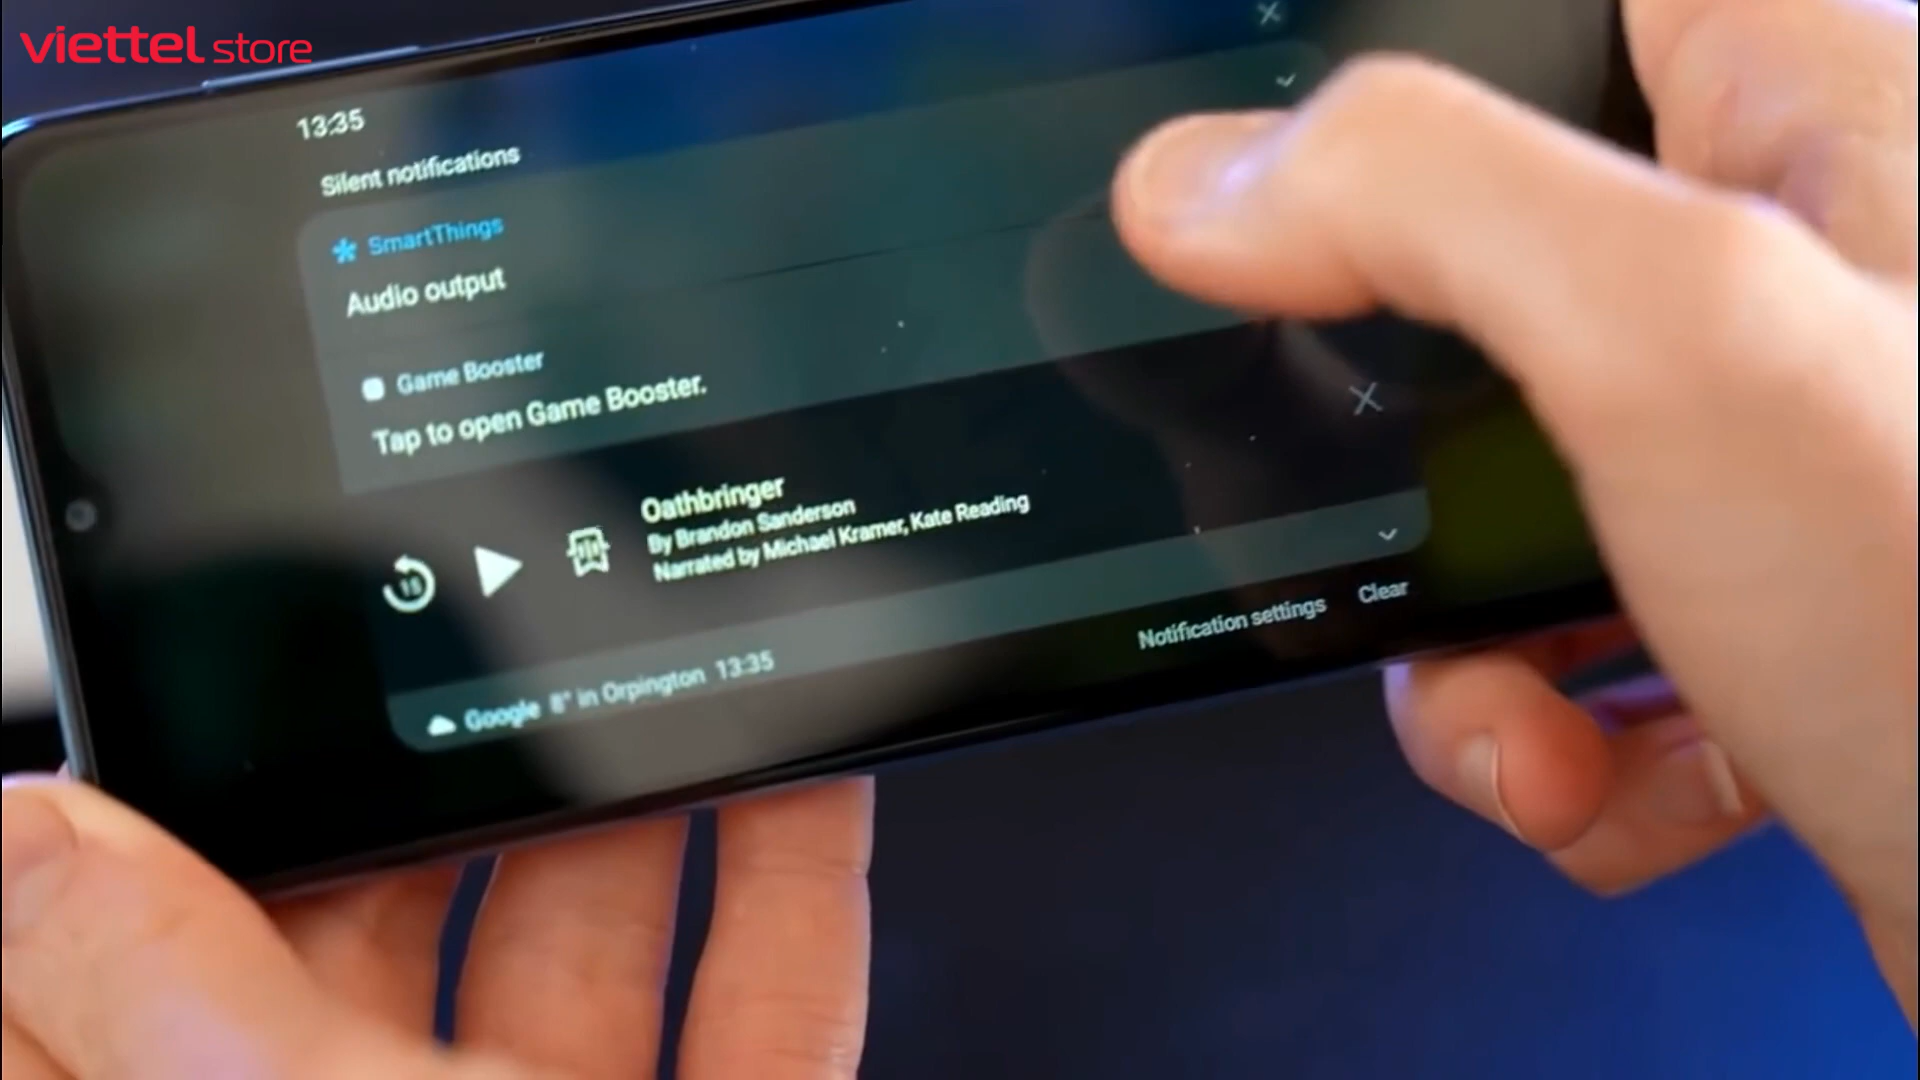 viettel store
13:35
Silent notifications
SmartThings
Audio output
Game Booster
Tap to open Game Booster.
15
Oathbringer
By Brandon Sanderson
Narrated by Michael Kramer, Kate Reading
Google 8° in Orpington 13:35
Notification settings Clear